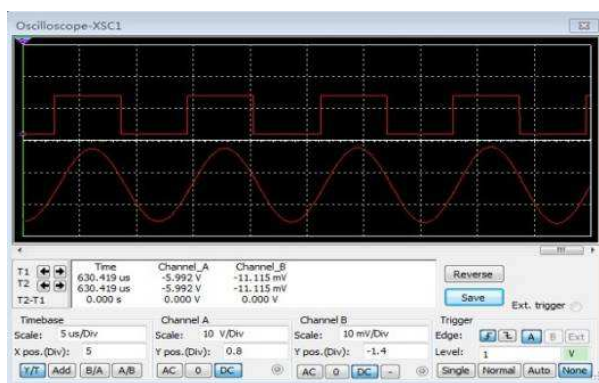 Oscilloscope-XSC1
Time Channel_A Channel_B
T1 630.419 us -5.992 V -11.115 mV
T2 630.419 us -5.992 V -11.115 mV
T2-T1 0.000 s 0.000 V 0.000 V
Reverse
Save
Ext. trigger
Timebase
Scale: 5 us/Div
X pos.(Div): 5
Y/T Add B/A A/B
Channel A
Scale: 10 V/Div
Y pos.(Div): 0.8
AC 0 DC
Channel B
Scale: 10 mV/Div
Y pos.(Div): -1.4
AC 0 DC -
Trigger
Edge: A B Ext
Level: 1 V
Single Normal Auto None